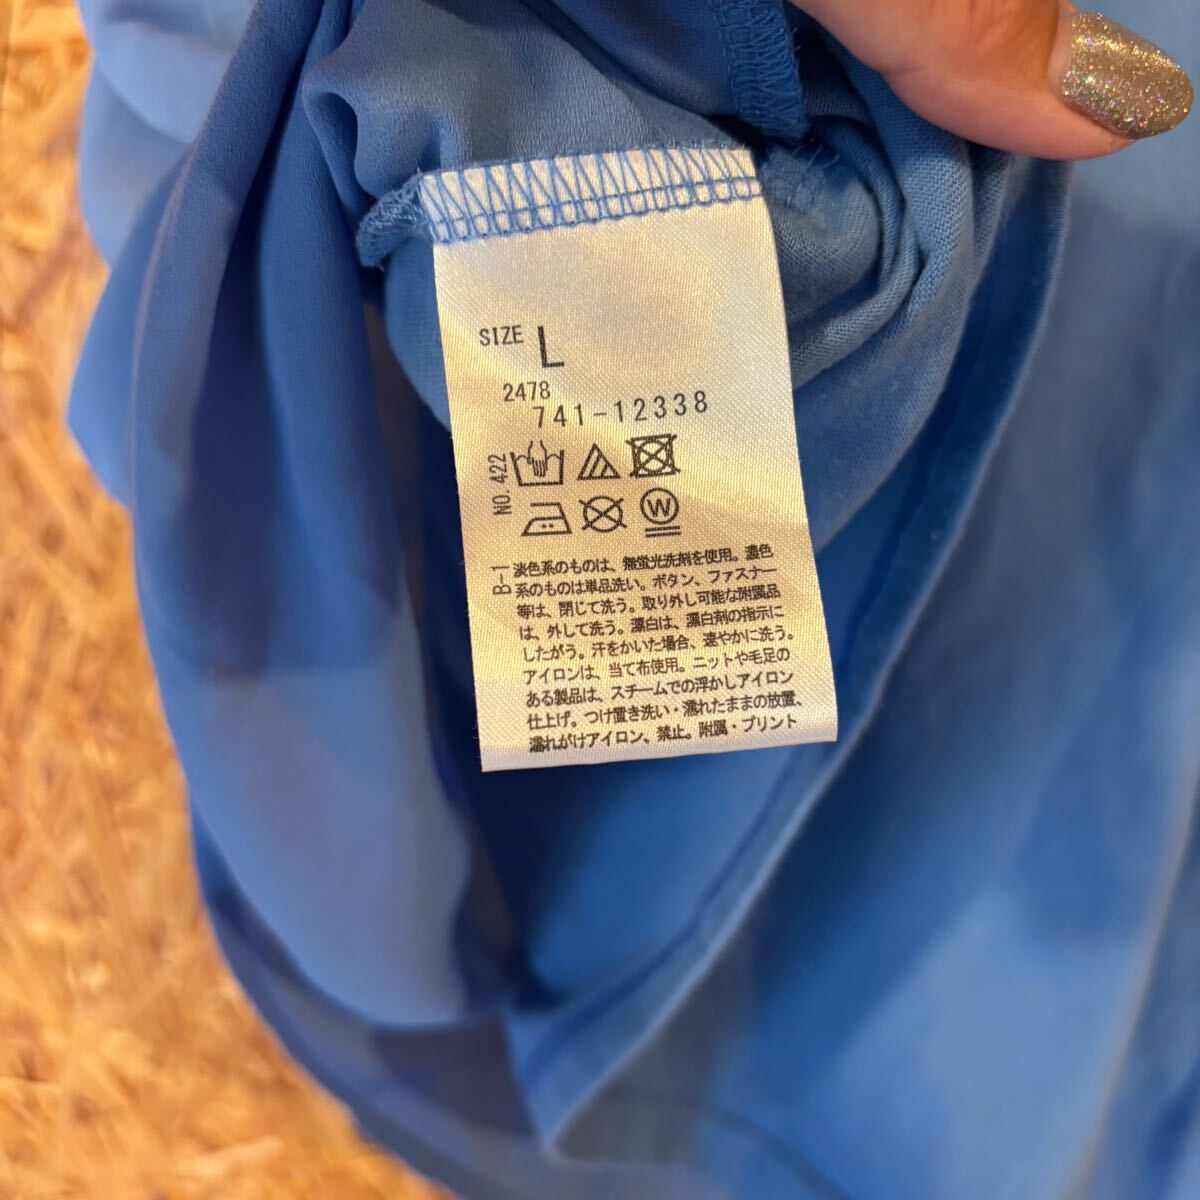 SIZE L
2478
741-12338
NO.422
W
B-1
淡色系のものは、無蛍光洗剤を使用。濃色
系のものは単品洗い。ボタン、ファスナー
等は、閉じて洗う。取り外し可能な附属品
は、外して洗う。漂白は、漂白剤の指示に
したがう。汗をかいた場合、速やかに洗う。
アイロンは、当て布使用。ニットや毛足の
ある製品は、スチームでの浮かしアイロン
仕上げ。つけ置き洗い・濡れたままの放置、
濡れがけアイロン、禁止。附属・プリント